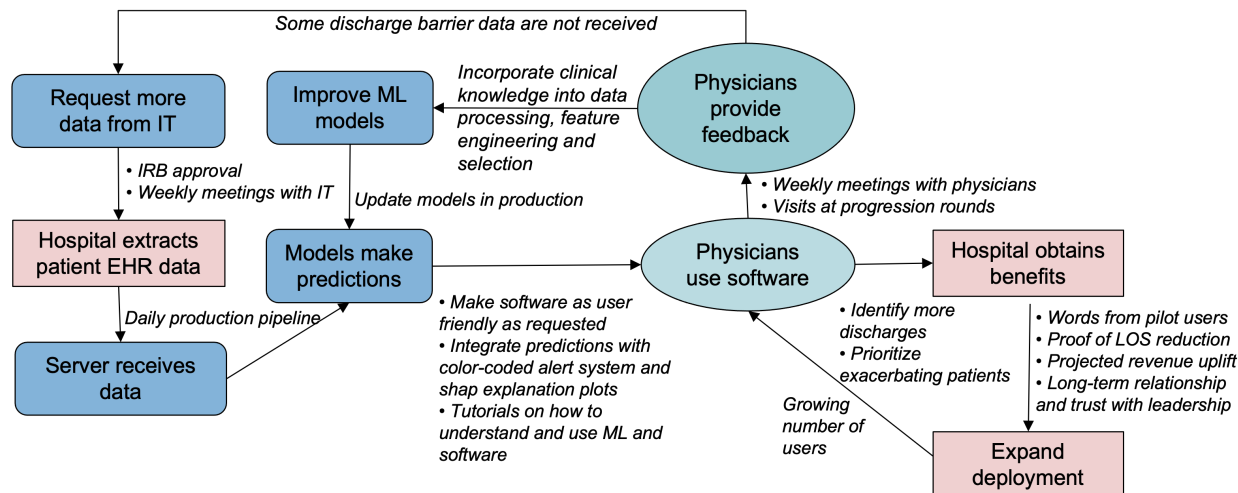 Some discharge barrier data are not received
Request more
data from IT
Improve ML
models
Incorporate clinical
knowledge into data
processing, feature
engineering and
selection
Physicians
provide
feedback
• IRB approval
• Weekly meetings with IT
Update models in production
• Weekly meetings with physicians
• Visits at progression rounds
Hospital extracts
patient EHR data
Models make
predictions
Physicians
use software
Hospital obtains
benefits
Daily production pipeline
Server receives
data
• Make software as user
friendly as requested
• Integrate predictions with
color-coded alert system and
shap explanation plots
• Tutorials on how to
understand and use ML and
software
• Identify more
discharges
• Prioritize
exacerbating patients
• Words from pilot users
• Proof of LOS reduction
• Projected revenue uplift
• Long-term relationship
and trust with leadership
Growing
number of
users
Expand
deployment